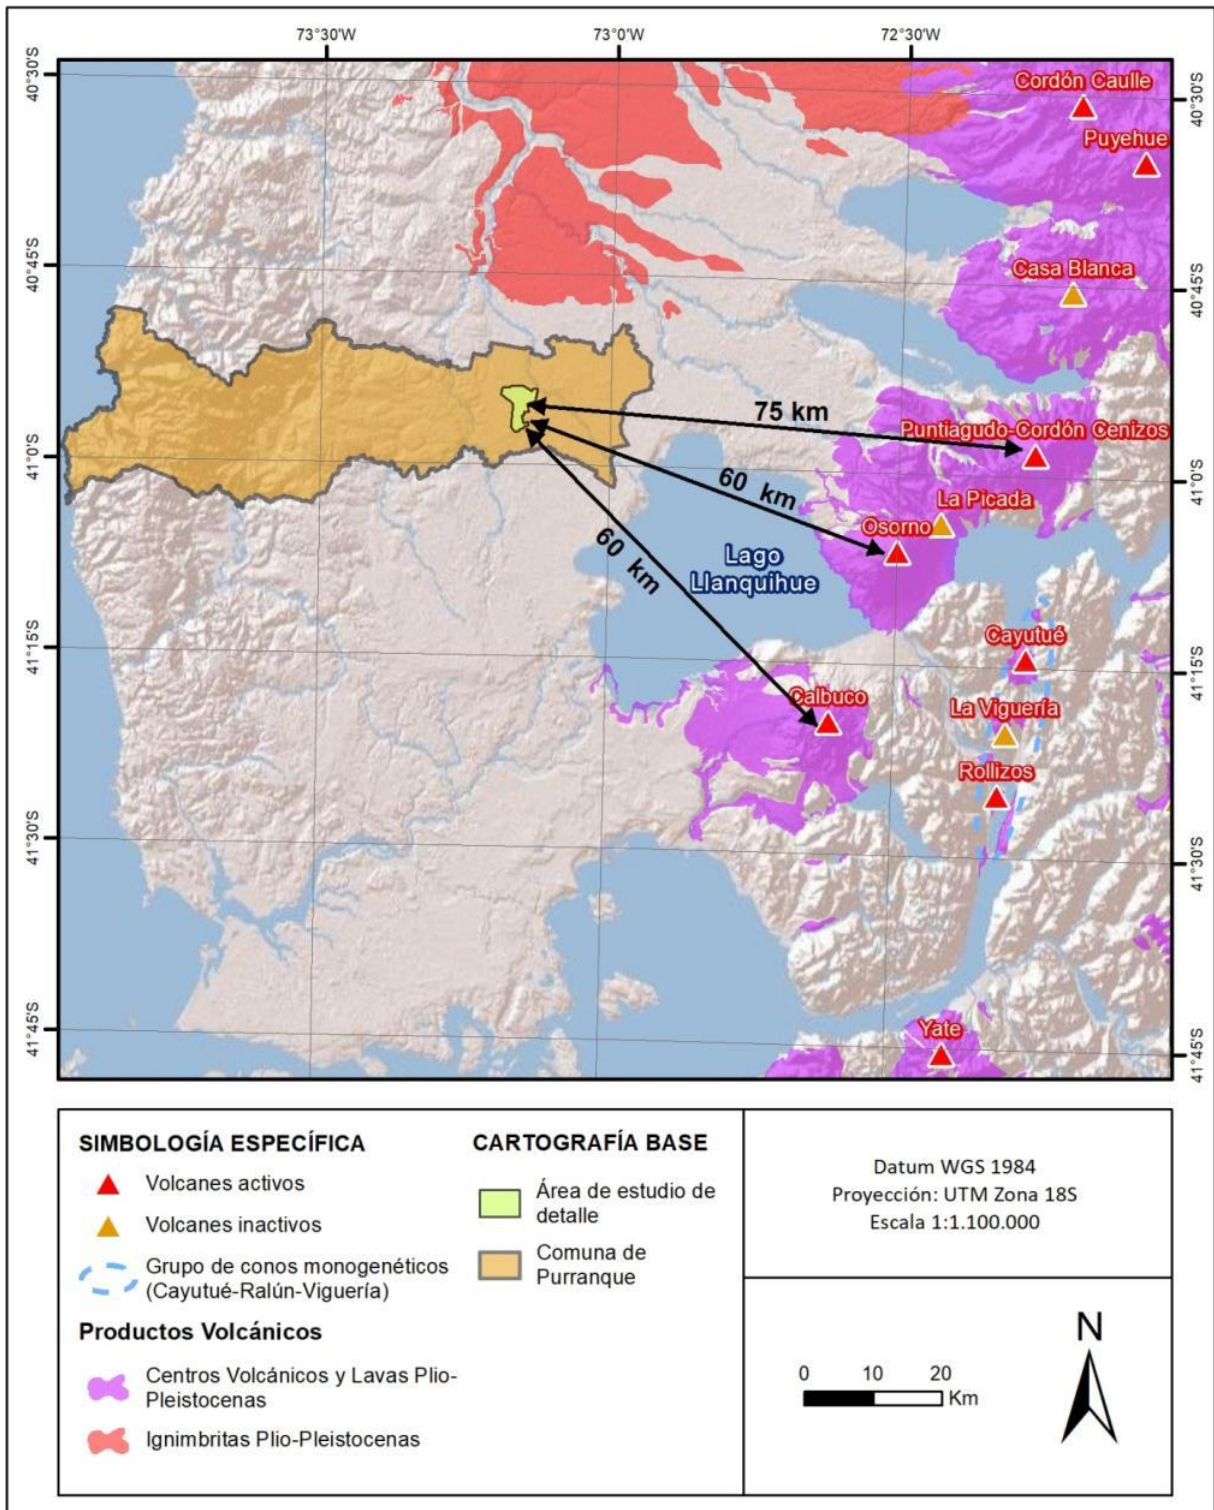 73°30'W
73°0'W
72°30'W
40°30'S
40°30'S
Cordón Caulle
Puyehue
40°45'S
Casa Blanca
40°45'S
75 km
Puntiagudo-Cordón Cenizos
41°0'S
60 km
La Picada
41°0'S
Osorno
60 km
Lago
Llanquihue
Cayutué
41°15'S
41°15'S
Calbuco
La Viguería
Rollizos
41°30'S
41°30'S
Yate
41°45'S
41°45'S
SIMBOLOGÍA ESPECÍFICA
Volcanes activos
Volcanes inactivos
Grupo de conos monogenéticos
(Cayutué-Ralún-Viguería)
Productos Volcánicos
Centros Volcánicos y Lavas Plio-
Pleistocenas
Ignimbritas Plio-Pleistocenas
CARTOGRAFÍA BASE
Área de estudio de
detalle
Comuna de
Purranque
Datum WGS 1984
Proyección: UTM Zona 18S
Escala 1:1.100.000
N
0 10 20
Km